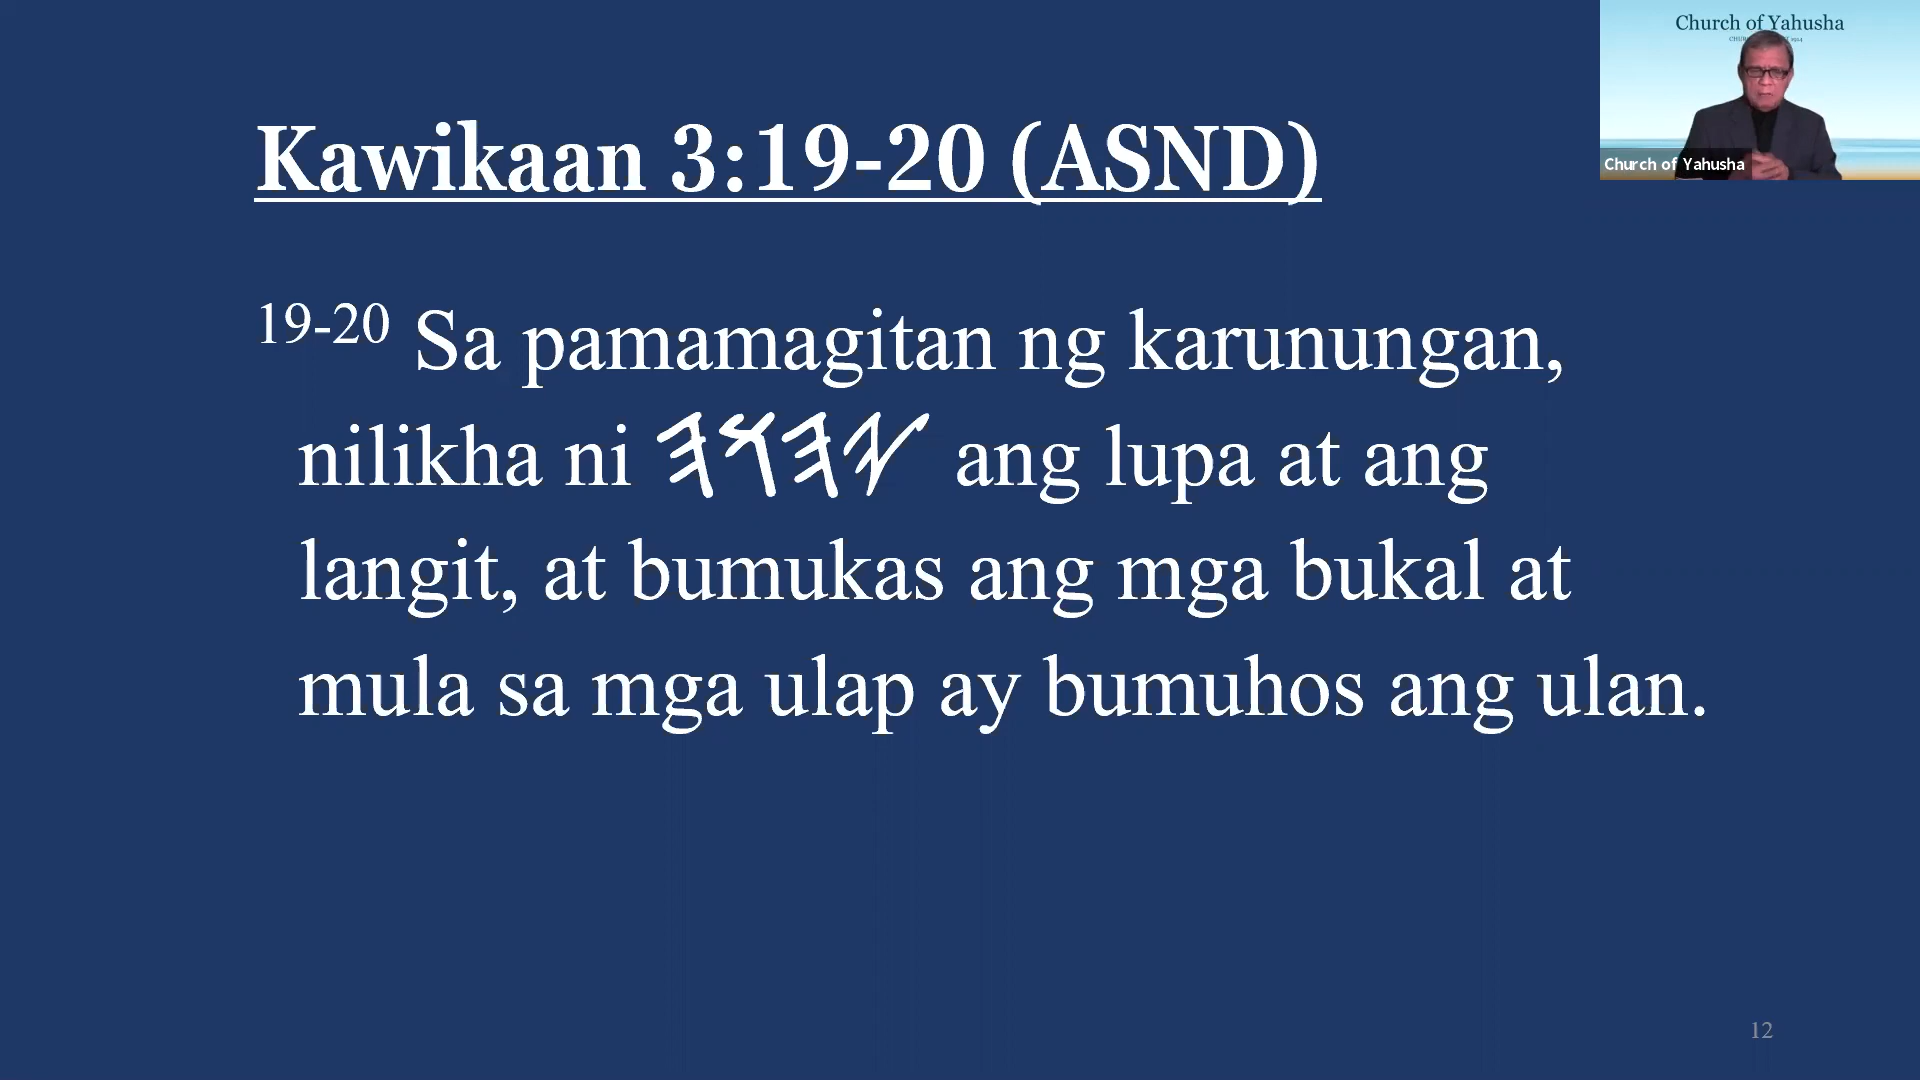 Kawikaan 3:19-20 (ASND)
19-20 Sa pamamagitan ng karunungan,
nilikha ni 𐤉𐤄𐤅𐤄 ang lupa at ang
langit, at bumukas ang mga bukal at
mula sa mga ulap ay bumuhos ang ulan.
12
Church of Yahusha
Church of Yahusha